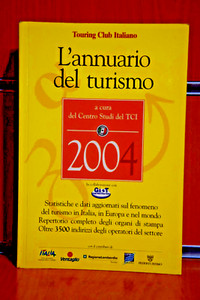 Touring Club Italiano
L'annuario
del turismo
a cura
del Centro Studi del TCI
2004
Statistiche e dati aggiornati sul fenomeno
del turismo in Italia, in Europa e nel mondo
Repertorio completo degli organi di stampa
Oltre 3500 indirizzi degli operatori del settore